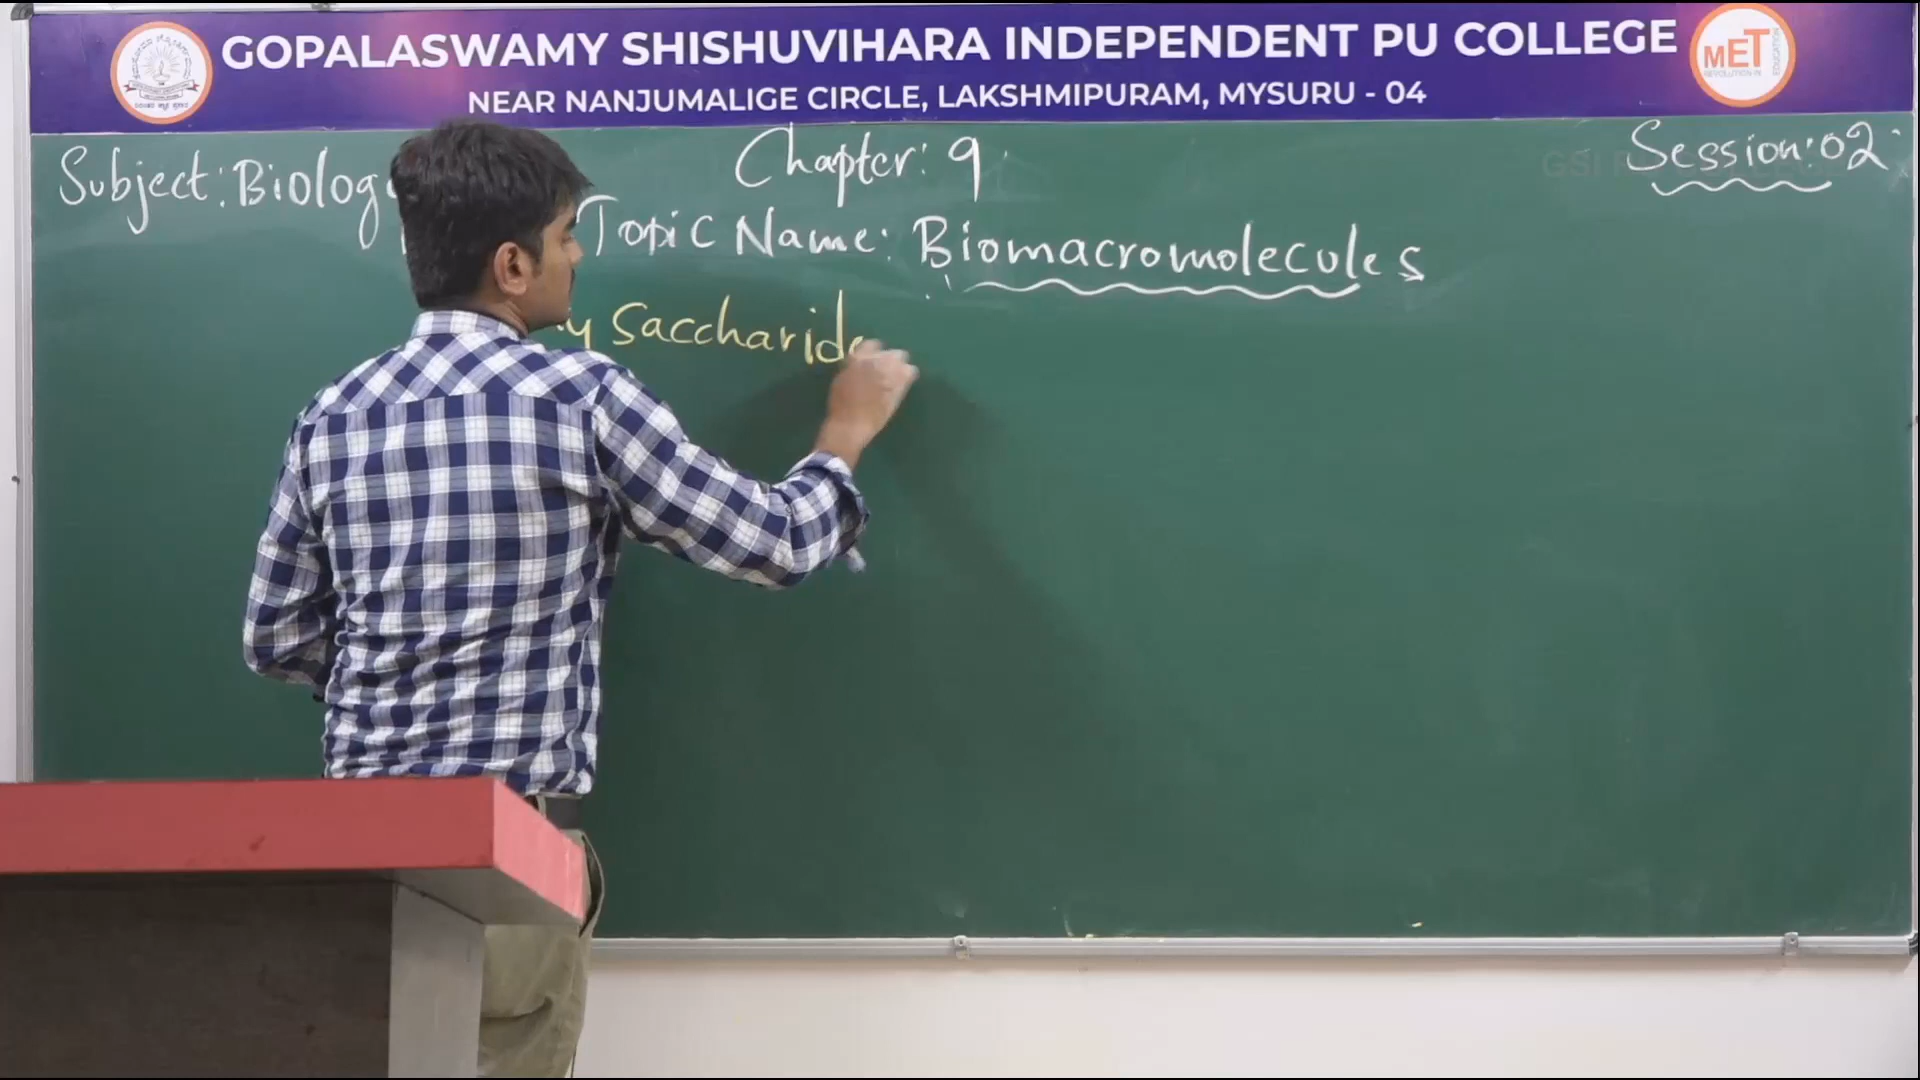 GOPALASWAMY SHISHUVIHARA INDEPENDENT PU COLLEGE
MET
NEAR NANJUMALIGE CIRCLE, LAKSHMIPURAM, MYSURU - 04
Subject: Biolog
Chapter: 9
Session: 02
Topic Name: Biomacromolecules
y Saccharide